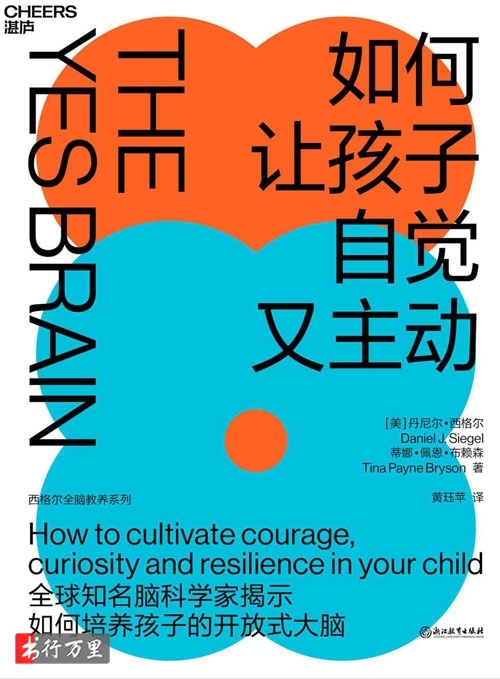 CHEERS
湛庐
THE
YES BRAIN
如何
让孩子
自觉
又主动
[美]丹尼尔·西格尔
Daniel J. Siegel
蒂娜·佩恩·布赖森
Tina Payne Bryson 著
黄珏苹 译
西格尔全脑教养系列
How to cultivate courage,
curiosity and resilience in your child
全球知名脑科学家揭示
如何培养孩子的开放式大脑
书行万里
浙江教育出版社